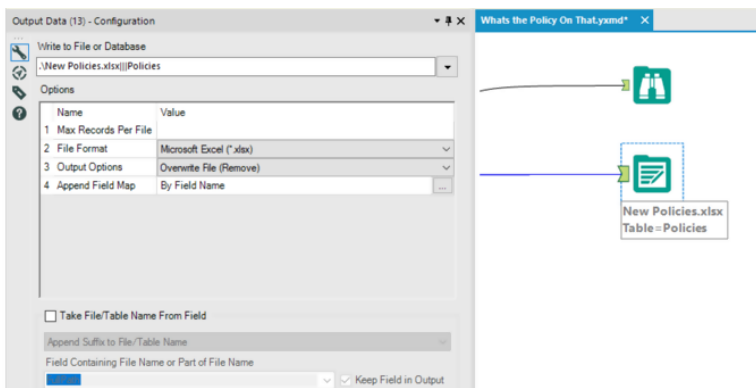 Output Data (13) - Configuration
Whats the Policy On That.yxmd*
Write to File or Database
.\New Policies.xlsx|||Policies
Options
Name Value
1 Max Records Per File
2 File Format Microsoft Excel (*.xlsx)
3 Output Options Overwrite File (Remove)
4 Append Field Map By Field Name
...
New Policies.xlsx
Table=Policies
Take File/Table Name From Field
Append Suffix to File/Table Name
Field Containing File Name or Part of File Name
Keep Field in Output